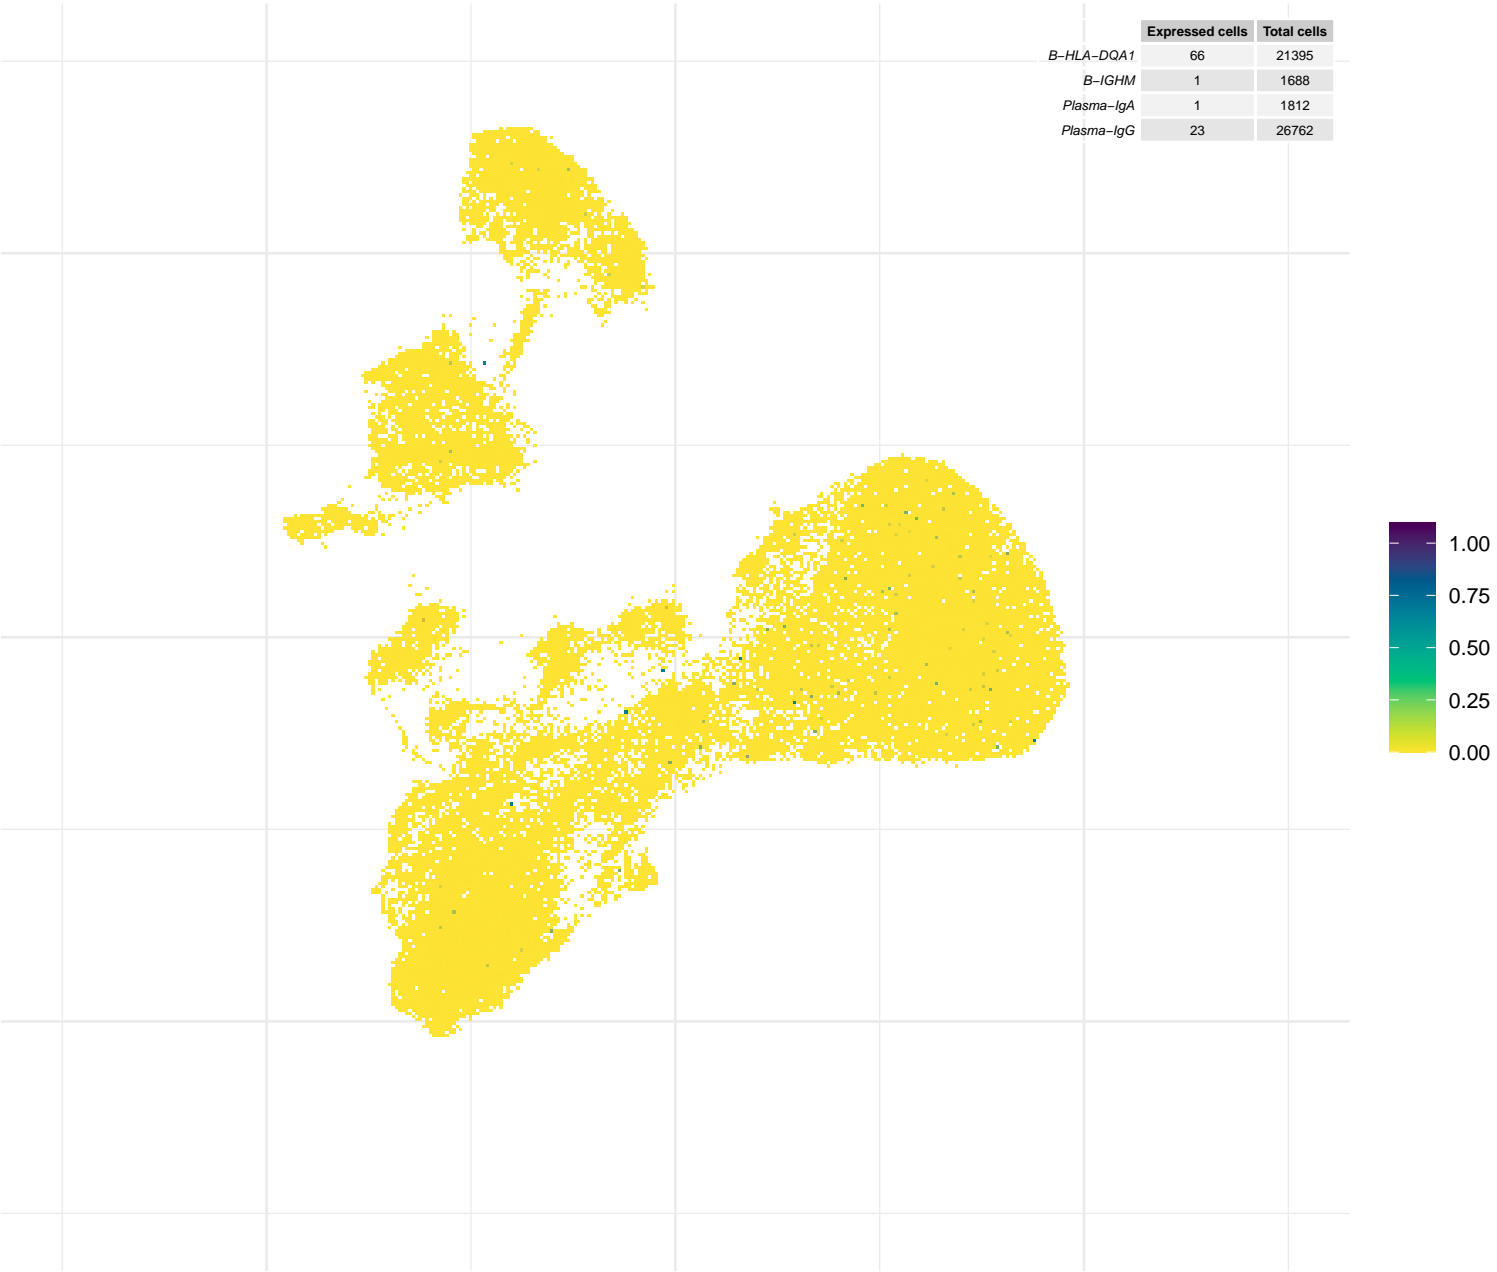 Expressed cells Total cells
B−HLA−DQA1 66 21395
B−IGHM 1 1688
Plasma−IgA 1 1812
Plasma−IgG 23 26762
1.00
0.75
0.50
0.25
0.00